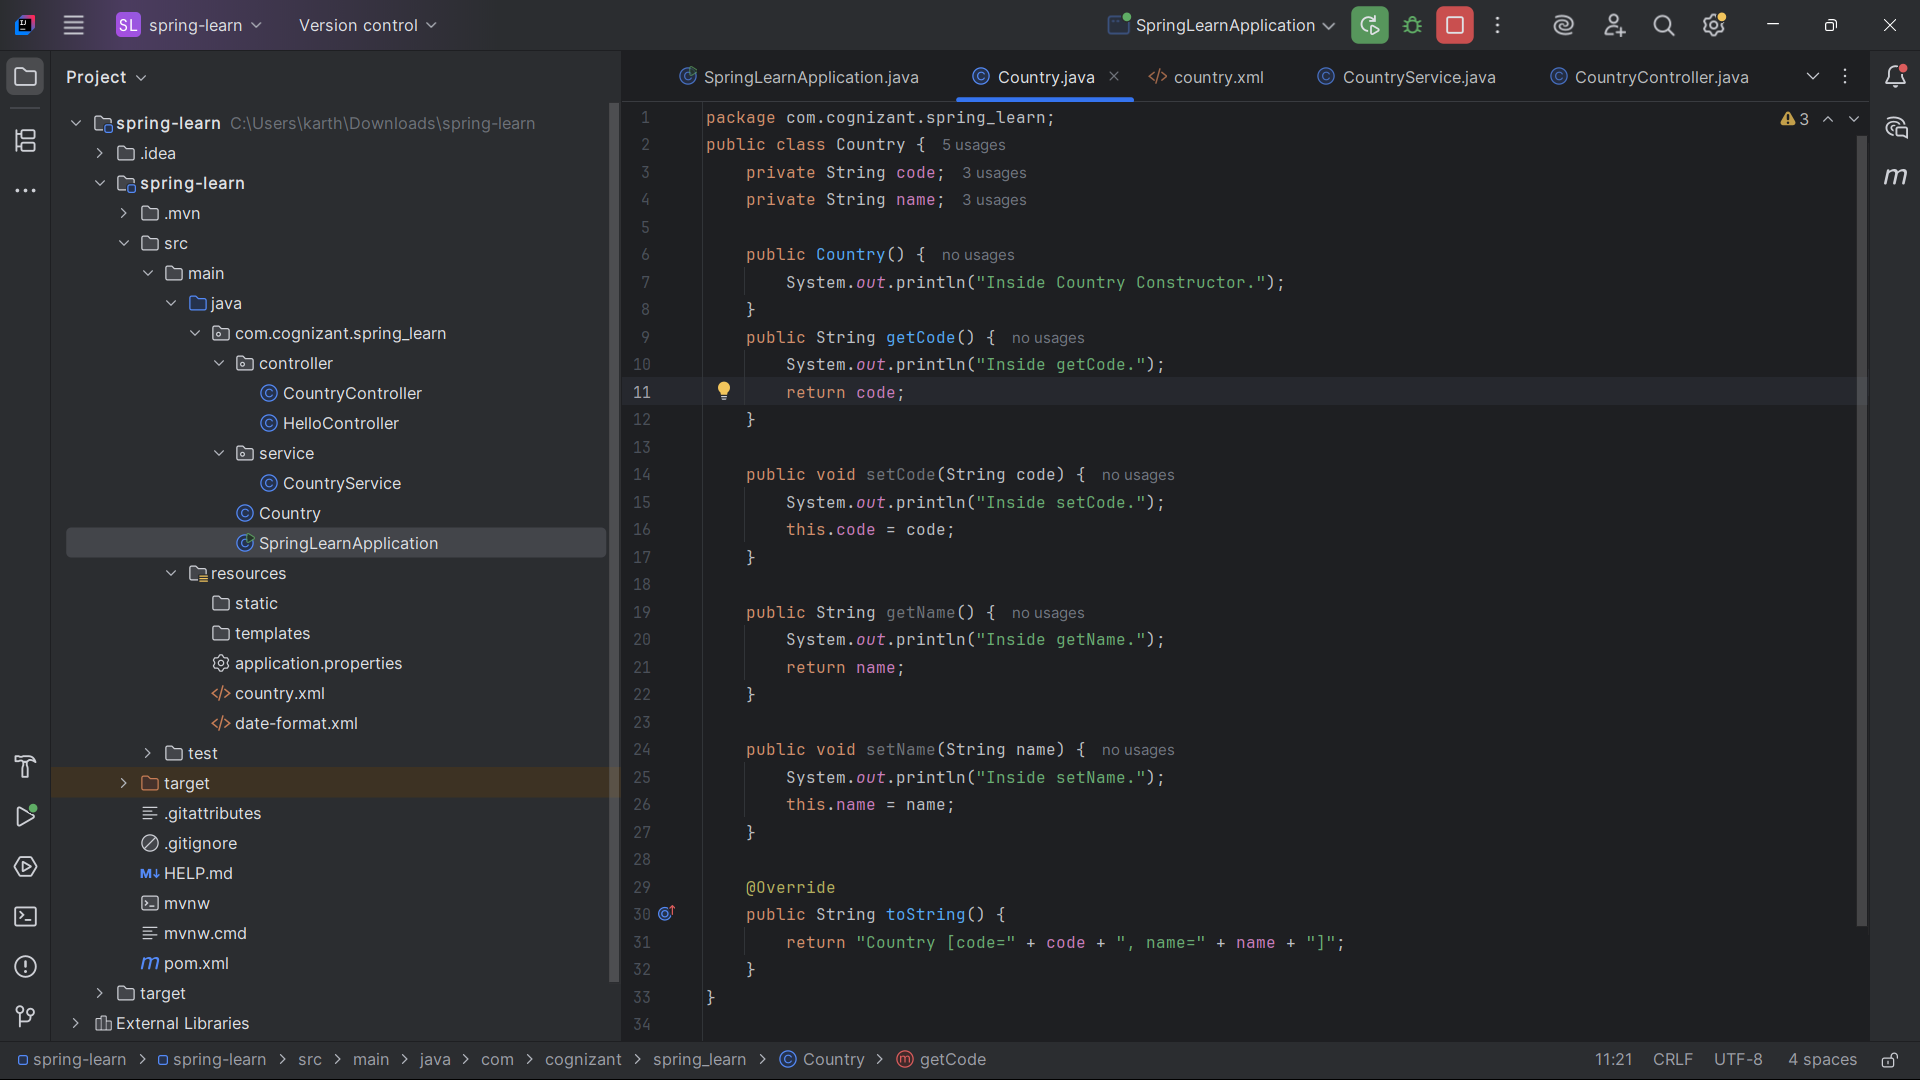 SL spring-learn Version control SpringLearnApplication
Project
spring-learn C:\Users\karth\Downloads\spring-learn
.idea
spring-learn
.mvn
src
main
java
com.cognizant.spring_learn
controller
CountryController
HelloController
service
CountryService
Country
SpringLearnApplication
resources
static
templates
application.properties
country.xml
date-format.xml
test
target
.gitattributes
.gitignore
HELP.md
mvnw
mvnw.cmd
pom.xml
target
External Libraries
SpringLearnApplication.java Country.java country.xml CountryService.java CountryController.java
3
1 package com.cognizant.spring_learn;
2 public class Country { 5 usages
3 private String code; 3 usages
4 private String name; 3 usages
5
6 public Country() { no usages
7 System.out.println("Inside Country Constructor.");
8 }
9 public String getCode() { no usages
10 System.out.println("Inside getCode.");
11 return code;
12 }
13
14 public void setCode(String code) { no usages
15 System.out.println("Inside setCode.");
16 this.code = code;
17 }
18
19 public String getName() { no usages
20 System.out.println("Inside getName.");
21 return name;
22 }
23
24 public void setName(String name) { no usages
25 System.out.println("Inside setName.");
26 this.name = name;
27 }
28
29 @Override
30 public String toString() {
31 return "Country [code=" + code + ", name=" + name + "]";
32 }
33 }
34
spring-learn > spring-learn > src > main > java > com > cognizant > spring_learn > Country > getCode 11:21 CRLF UTF-8 4 spaces